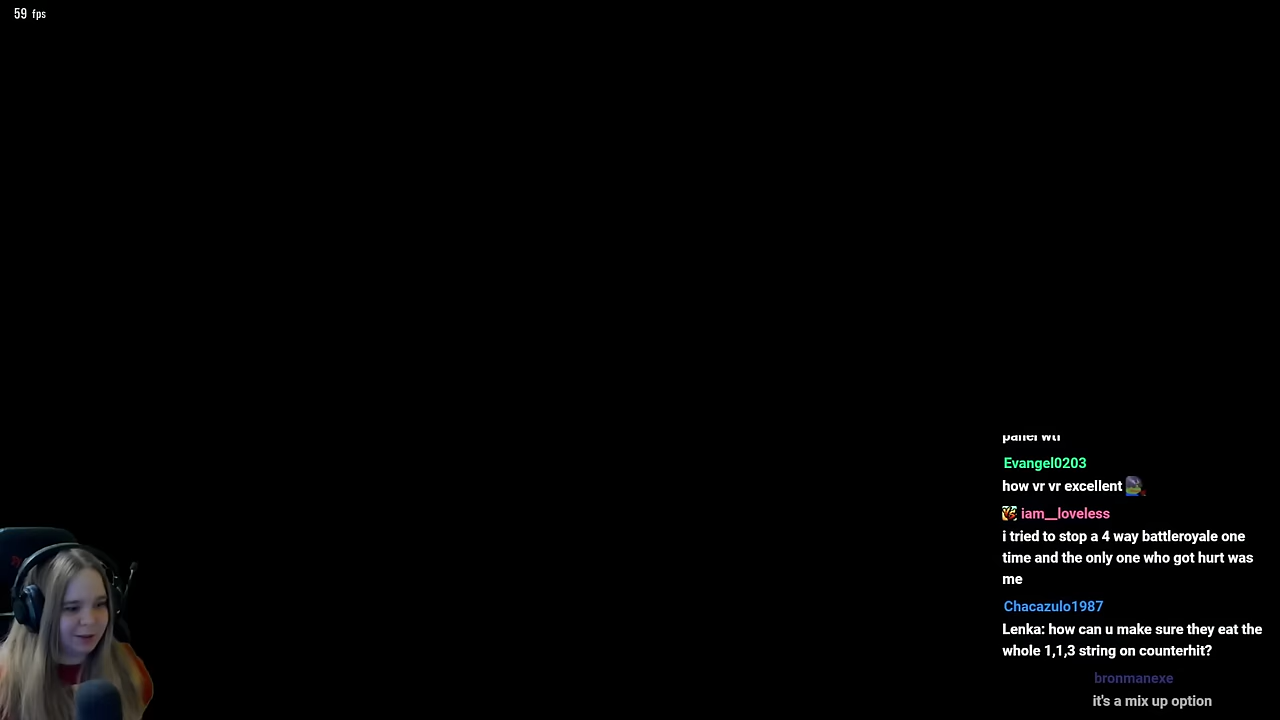 59 fps
panel wtf
Evangel0203
how vr vr excellent
iam__loveless
i tried to stop a 4 way battleroyale one
time and the only one who got hurt was
me
Chacazulo1987
Lenka: how can u make sure they eat the
whole 1,1,3 string on counterhit?
bronmanexe
it's a mix up option